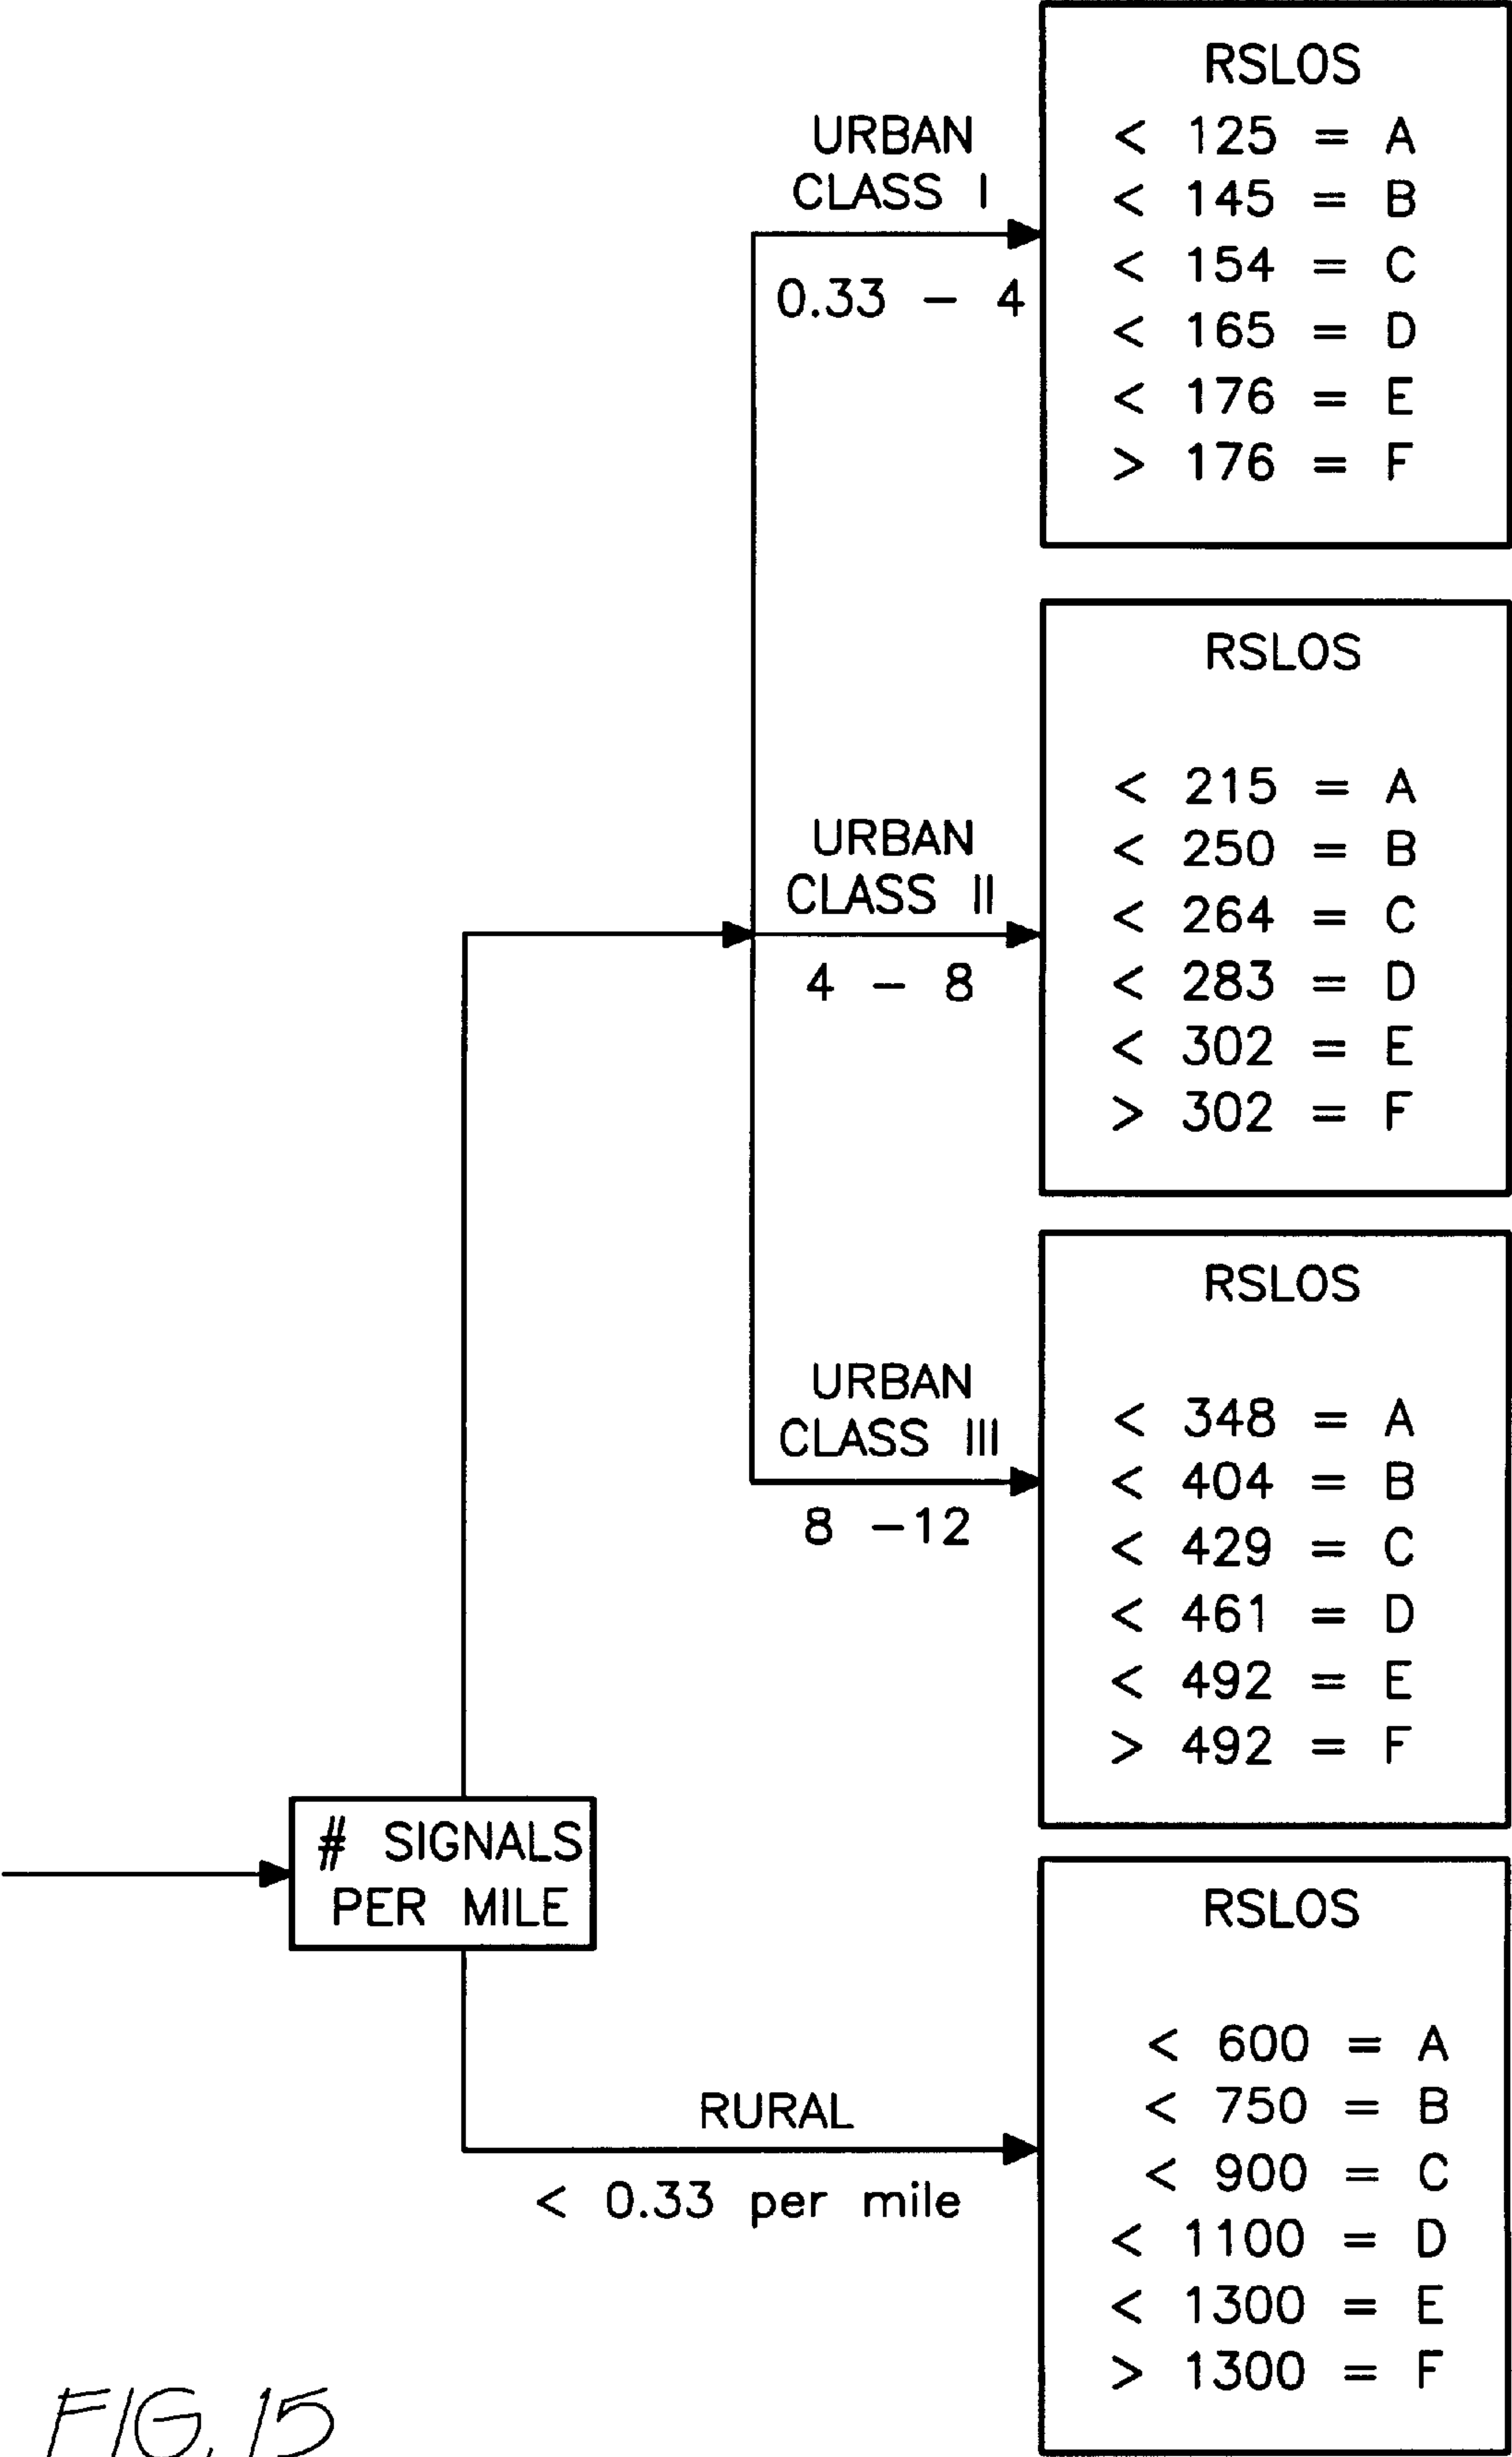 RSLOS
< 125 = A
< 145 = B
< 154 = C
< 165 = D
< 176 = E
> 176 = F
URBAN
CLASS I
0.33 – 4
RSLOS
< 215 = A
< 250 = B
< 264 = C
< 283 = D
< 302 = E
> 302 = F
URBAN
CLASS II
4 – 8
RSLOS
< 348 = A
< 404 = B
< 429 = C
< 461 = D
< 492 = E
> 492 = F
URBAN
CLASS III
8 –12
# SIGNALS
PER MILE
RSLOS
< 600 = A
< 750 = B
< 900 = C
< 1100 = D
< 1300 = E
> 1300 = F
RURAL
< 0.33 per mile
FIG. 15